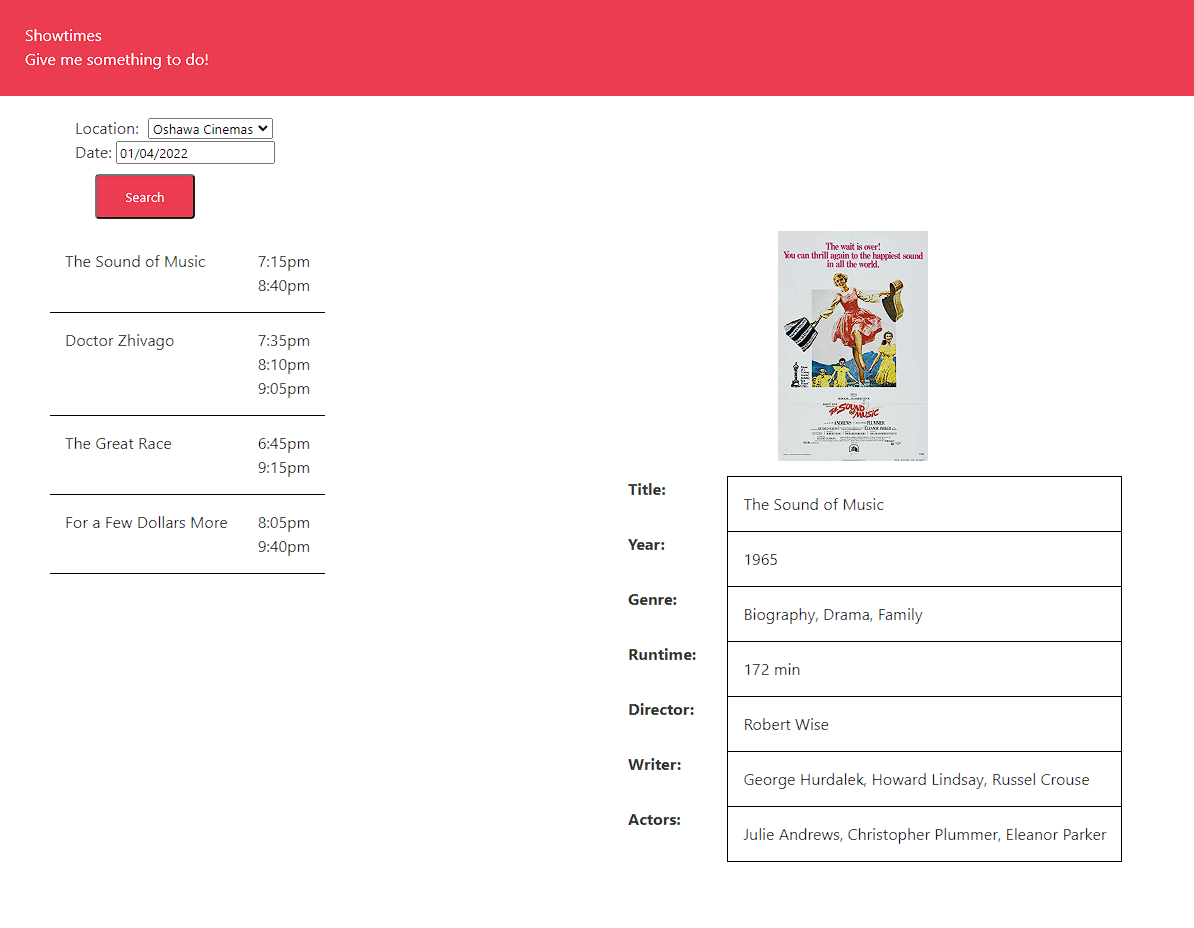 Showtimes
Give me something to do!
Location: Oshawa Cinemas
Date: 01/04/2022
Search
The Sound of Music 7:15pm
8:40pm
Doctor Zhivago 7:35pm
8:10pm
9:05pm
The Great Race 6:45pm
9:15pm
For a Few Dollars More 8:05pm
9:40pm
The wait is over!
You can thrill again to the happiest sound
in all the world.
THE SOUND OF MUSIC
ANDREWS PLUMMER
ELEANOR PARKER
Title: The Sound of Music
Year: 1965
Genre: Biography, Drama, Family
Runtime: 172 min
Director: Robert Wise
Writer: George Hurdalek, Howard Lindsay, Russel Crouse
Actors: Julie Andrews, Christopher Plummer, Eleanor Parker